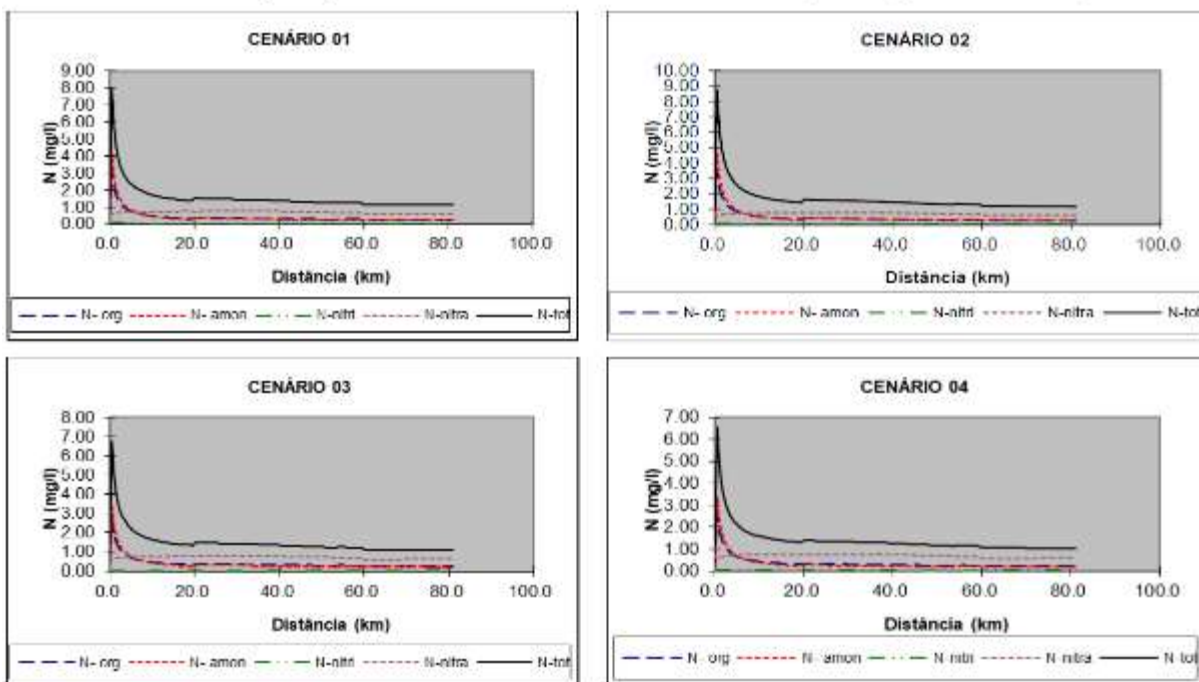 CENÁRIO 01
9.00
8.00
7.00
6.00
5.00
4.00
3.00
2.00
1.00
0.00
N (mg/l)
0.0 20.0 40.0 60.0 80.0 100.0
Distância (km)
N- org N- amon N-nitri N-nitra N-tot
CENÁRIO 02
10.00
9.00
8.00
7.00
6.00
5.00
4.00
3.00
2.00
1.00
0.00
N (mg/l)
0.0 20.0 40.0 60.0 80.0 100.0
Distância (km)
N- org N- amon N-nitri N-nitra N-tot
CENÁRIO 03
8.00
7.00
6.00
5.00
4.00
3.00
2.00
1.00
0.00
N (mg/l)
0.0 20.0 40.0 60.0 80.0 100.0
Distância (km)
N- org N- amon N-nitri N-nitra N-tot
CENÁRIO 04
7.00
6.00
5.00
4.00
3.00
2.00
1.00
0.00
N (mg/l)
0.0 20.0 40.0 60.0 80.0 100.0
Distância (km)
N- org N- amon N-nitri N-nitra N-tot